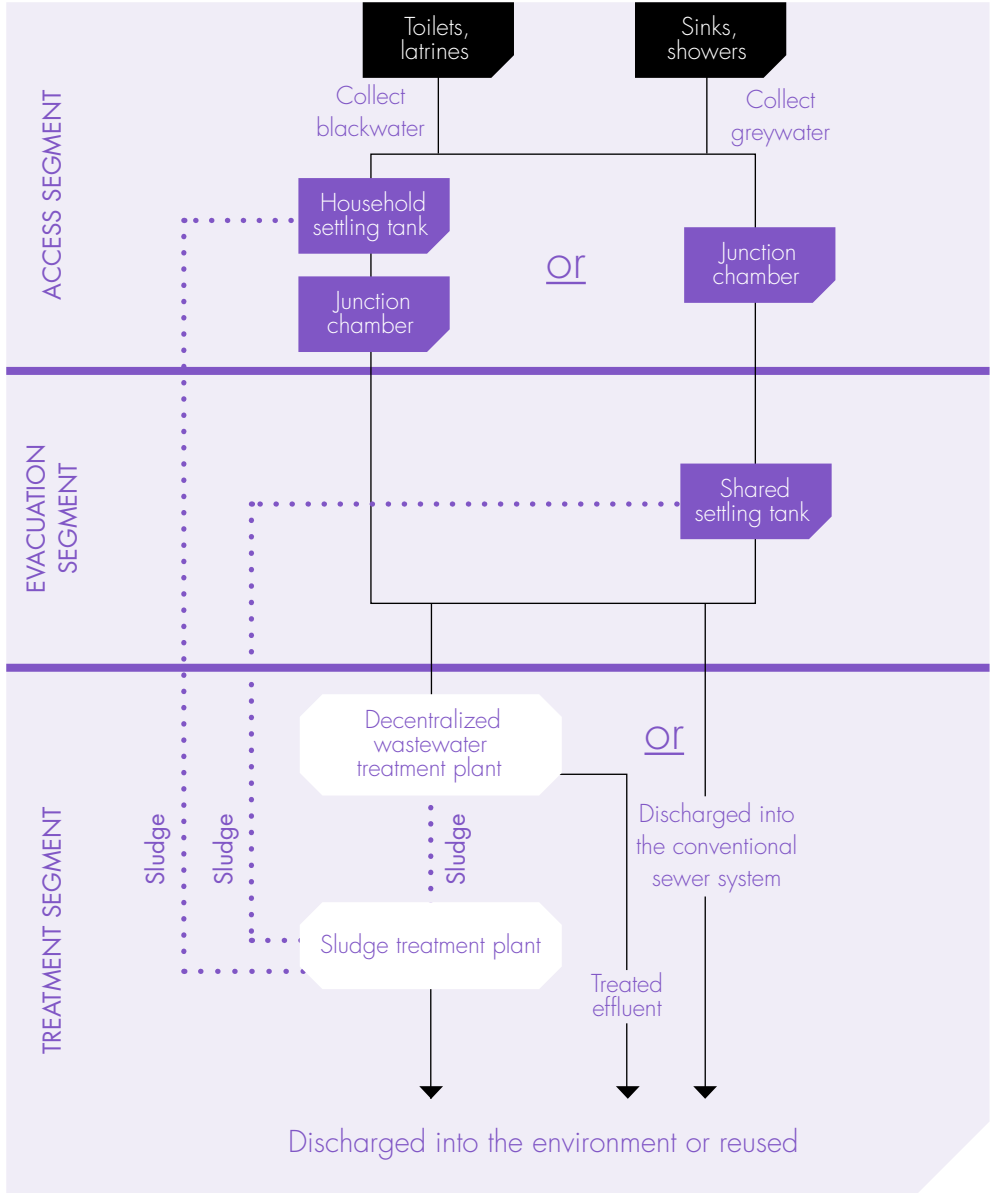 Toilets,
latrines
Sinks,
showers
Collect
blackwater
Collect
greywater
ACCESS SEGMENT
Household
settling tank
or
Junction
chamber
Junction
chamber
EVACUATION
SEGMENT
Shared
settling tank
TREATMENT SEGMENT
Decentralized
wastewater
treatment plant
or
Sludge
Sludge
Sludge
Discharged into
the conventional
sewer system
Sludge treatment plant
Treated
effluent
Discharged into the environment or reused